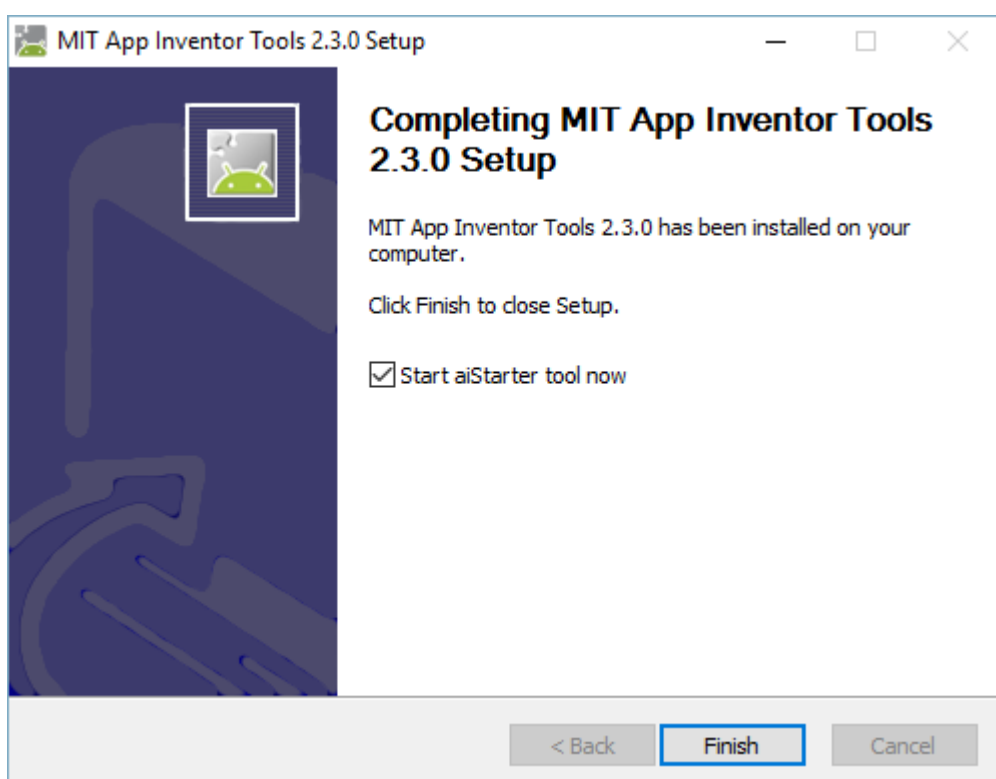 MIT App Inventor Tools 2.3.0 Setup
Completing MIT App Inventor Tools
2.3.0 Setup
MIT App Inventor Tools 2.3.0 has been installed on your
computer.
Click Finish to close Setup.
Start aiStarter tool now
< Back Finish Cancel